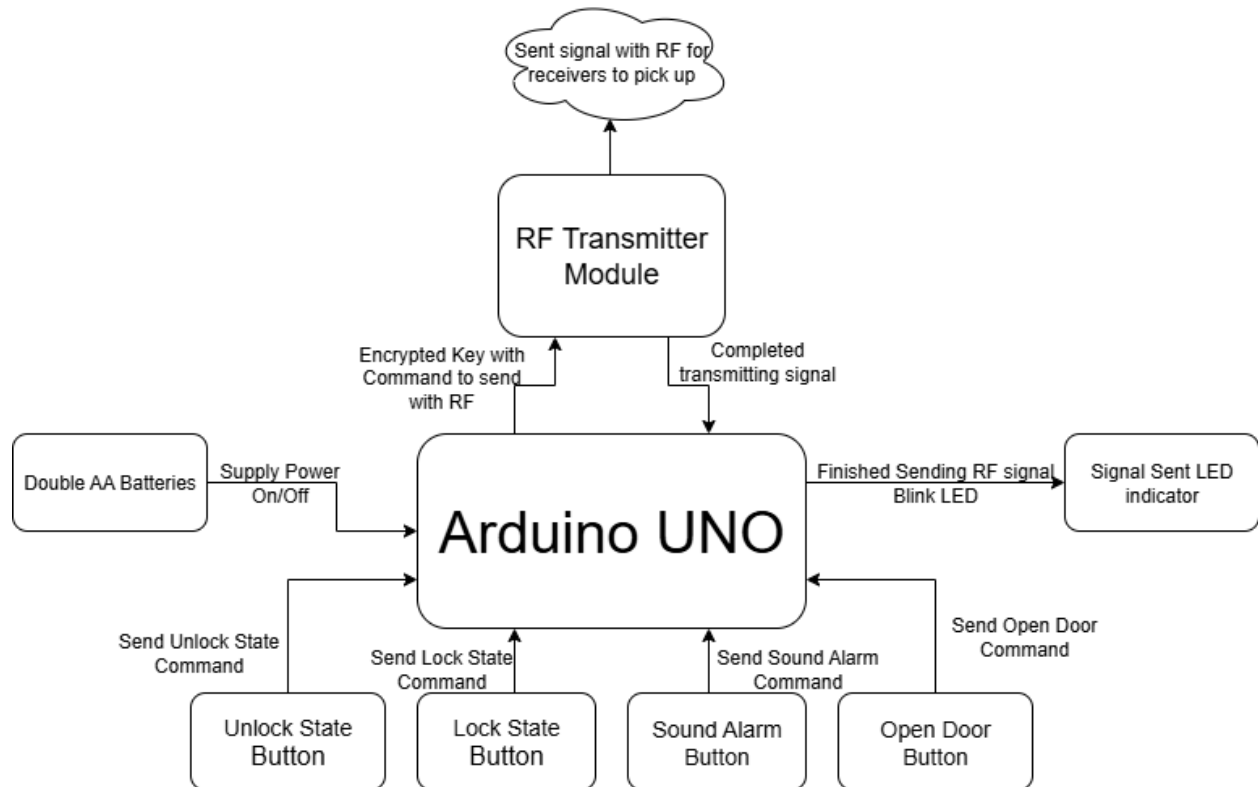 Sent signal with RF for
receivers to pick up
RF Transmitter
Module
Encrypted Key with
Command to send
with RF
Completed
transmitting signal
Double AA Batteries
Supply Power
On/Off
Arduino UNO
Finished Sending RF signal
Blink LED
Signal Sent LED
indicator
Send Unlock State
Command
Send Lock State
Command
Send Sound Alarm
Command
Send Open Door
Command
Unlock State
Button
Lock State
Button
Sound Alarm
Button
Open Door
Button